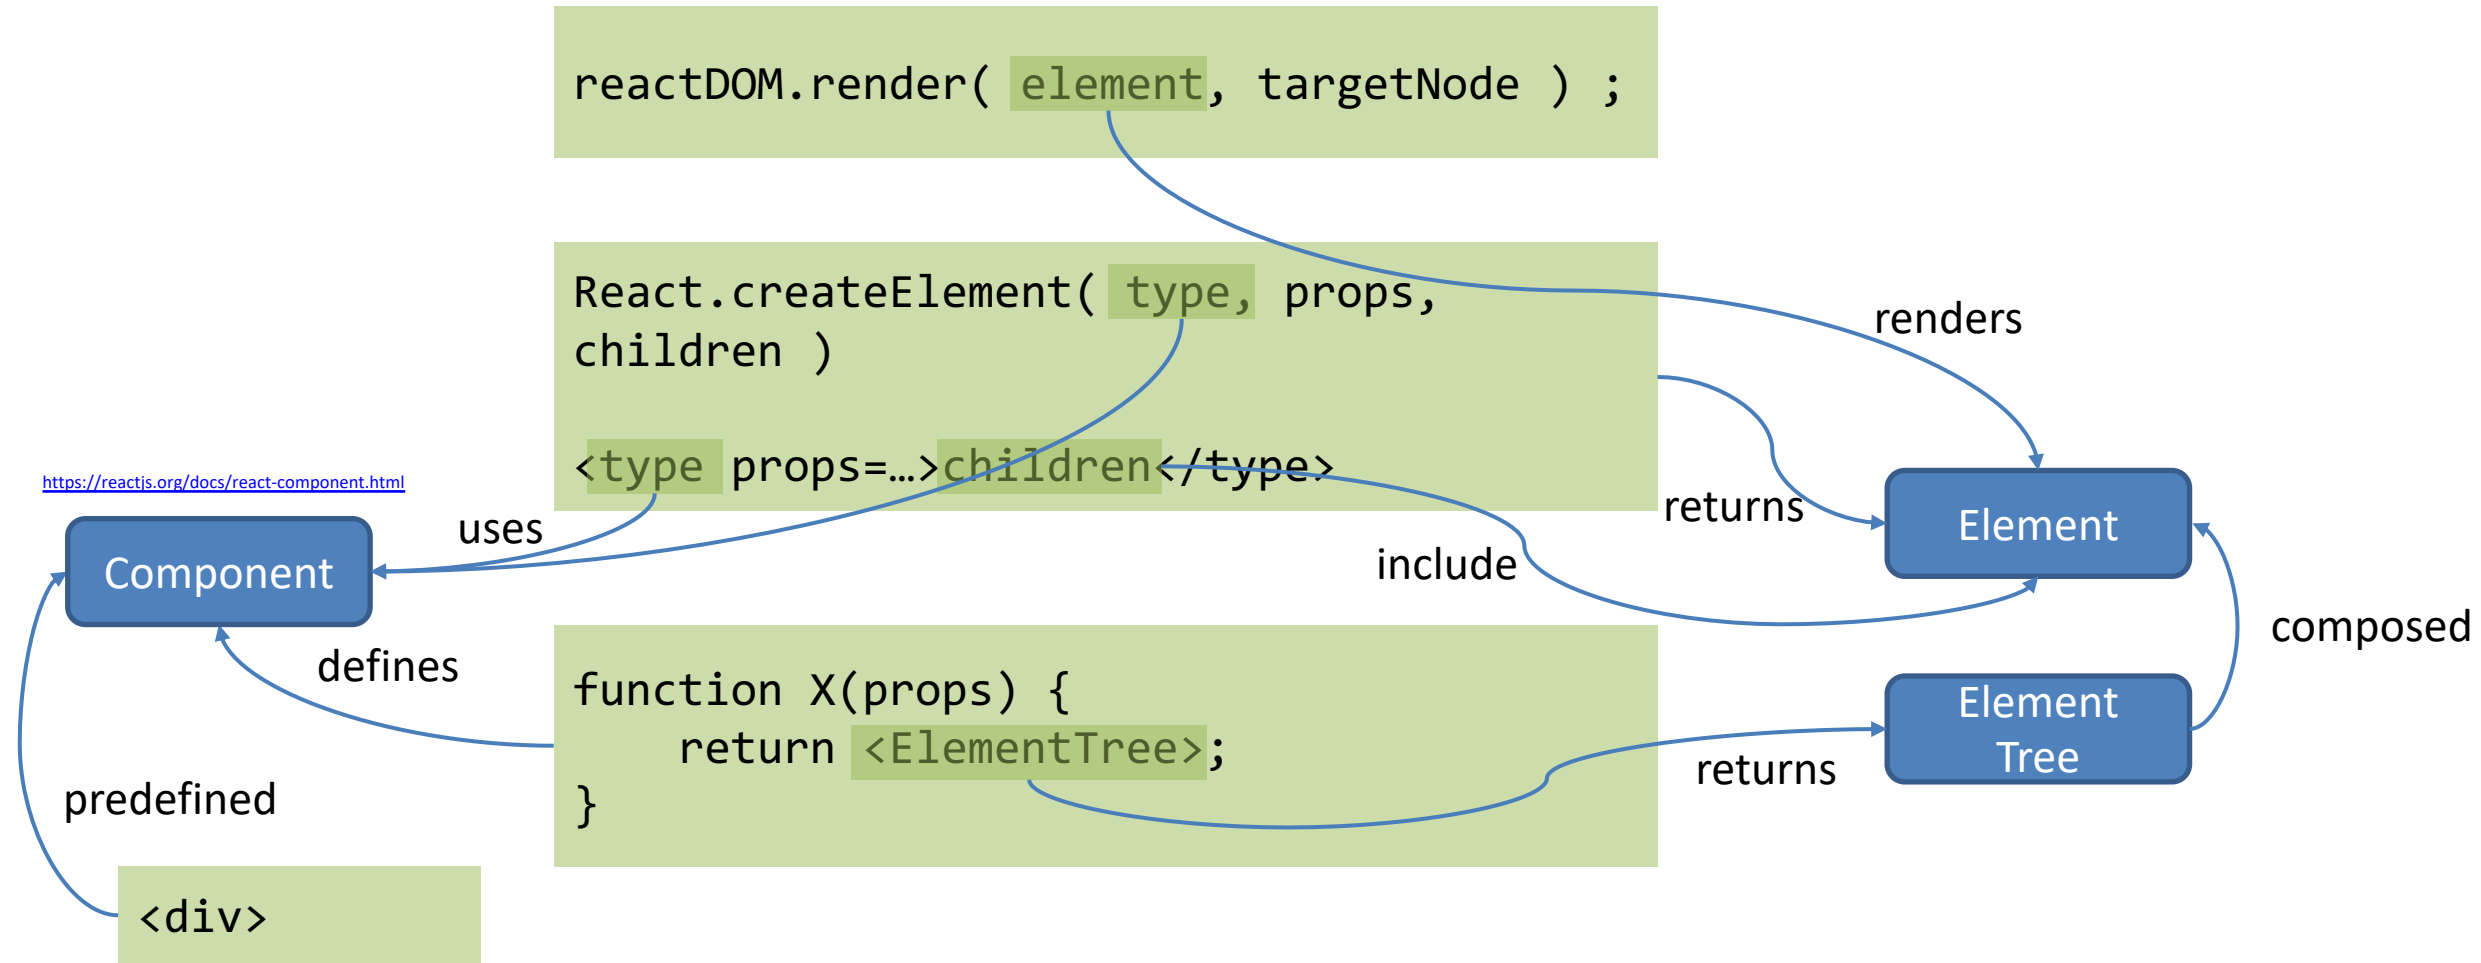 reactDOM.render( element, targetNode ) ;
React.createElement( type, props,
children )
renders
<type props=…>children</type>
https://reactjs.org/docs/react-component.html
uses
returns
Element
Component
include
defines
composed
function X(props) {
return <ElementTree>;
}
returns
Element
Tree
predefined
<div>